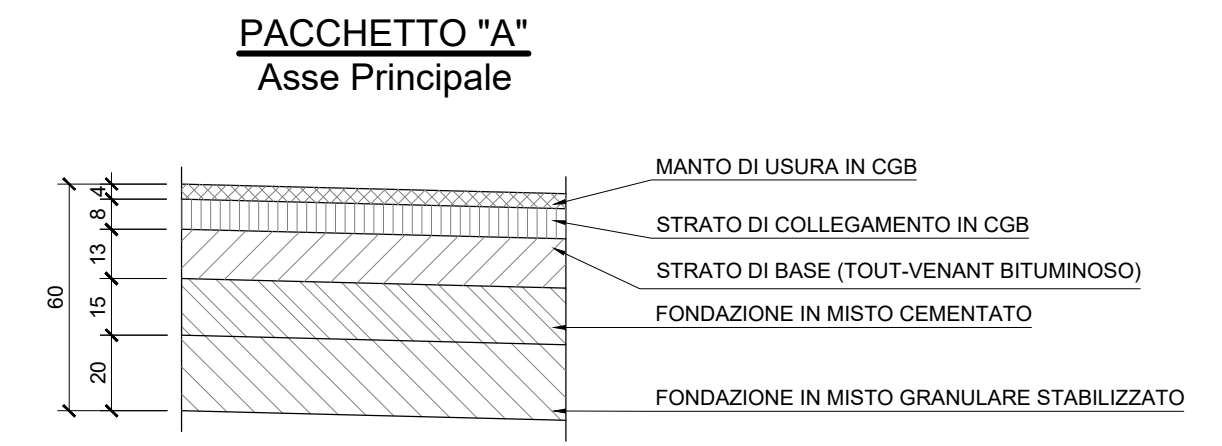 PACCHETTO "A"
Asse Principale
MANTO DI USURA IN CGB
4
8
STRATO DI COLLEGAMENTO IN CGB
13
STRATO DI BASE (TOUT-VENANT BITUMINOSO)
60
15
FONDAZIONE IN MISTO CEMENTATO
20
FONDAZIONE IN MISTO GRANULARE STABILIZZATO